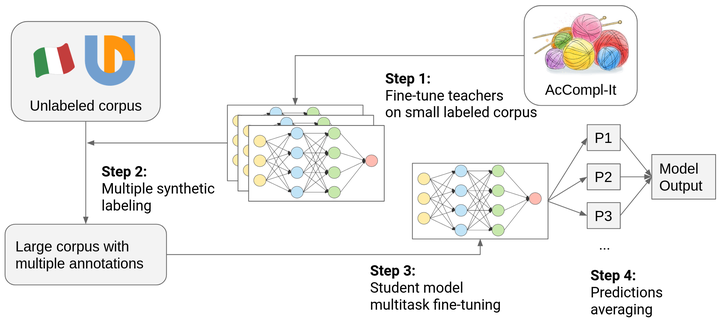 Unlabeled corpus
Step 1:
Fine-tune teachers
on small labeled corpus
AcCompl-It
Step 2:
Multiple synthetic
labeling
Large corpus with
multiple annotations
Step 3:
Student model
multitask fine-tuning
P1
P2
P3
...
Model
Output
Step 4:
Predictions
averaging